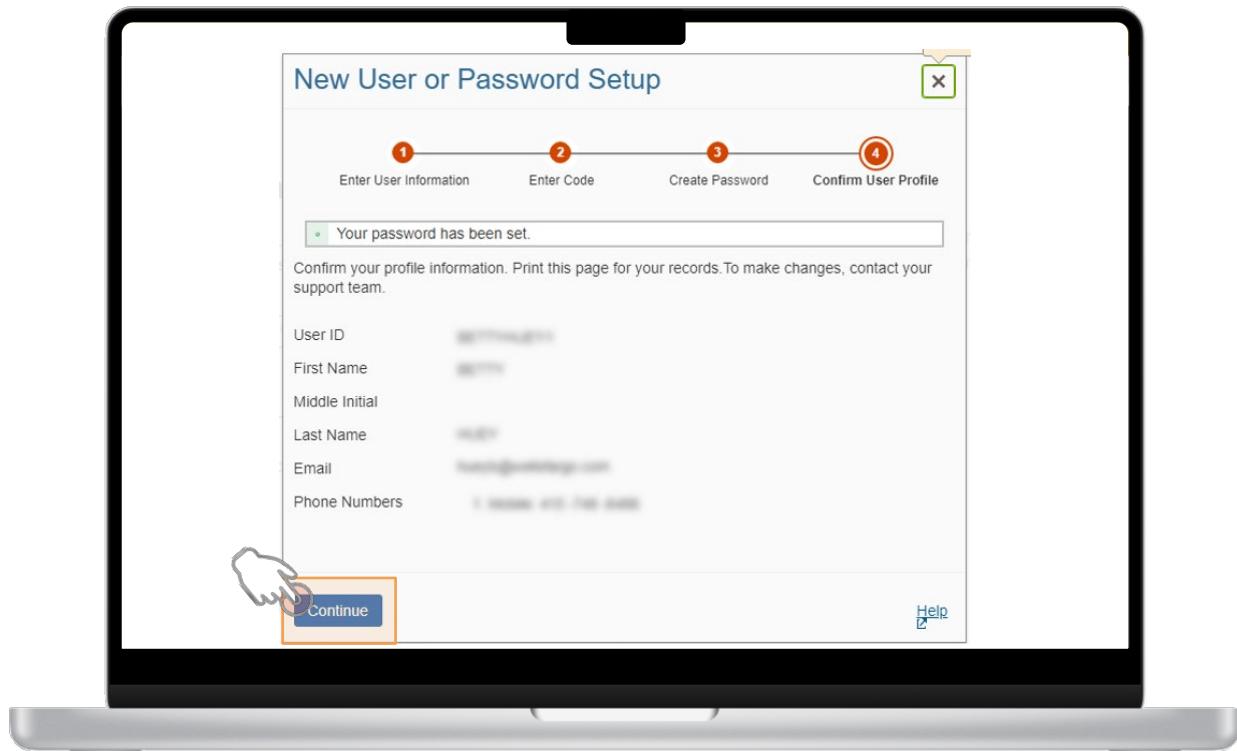 New User or Password Setup
1
2
3
4
Enter User Information
Enter Code
Create Password
Confirm User Profile
Your password has been set.
Confirm your profile information. Print this page for your records.To make changes, contact your
support team.
User ID
First Name
Middle Initial
Last Name
Email
Phone Numbers
Continue
Help